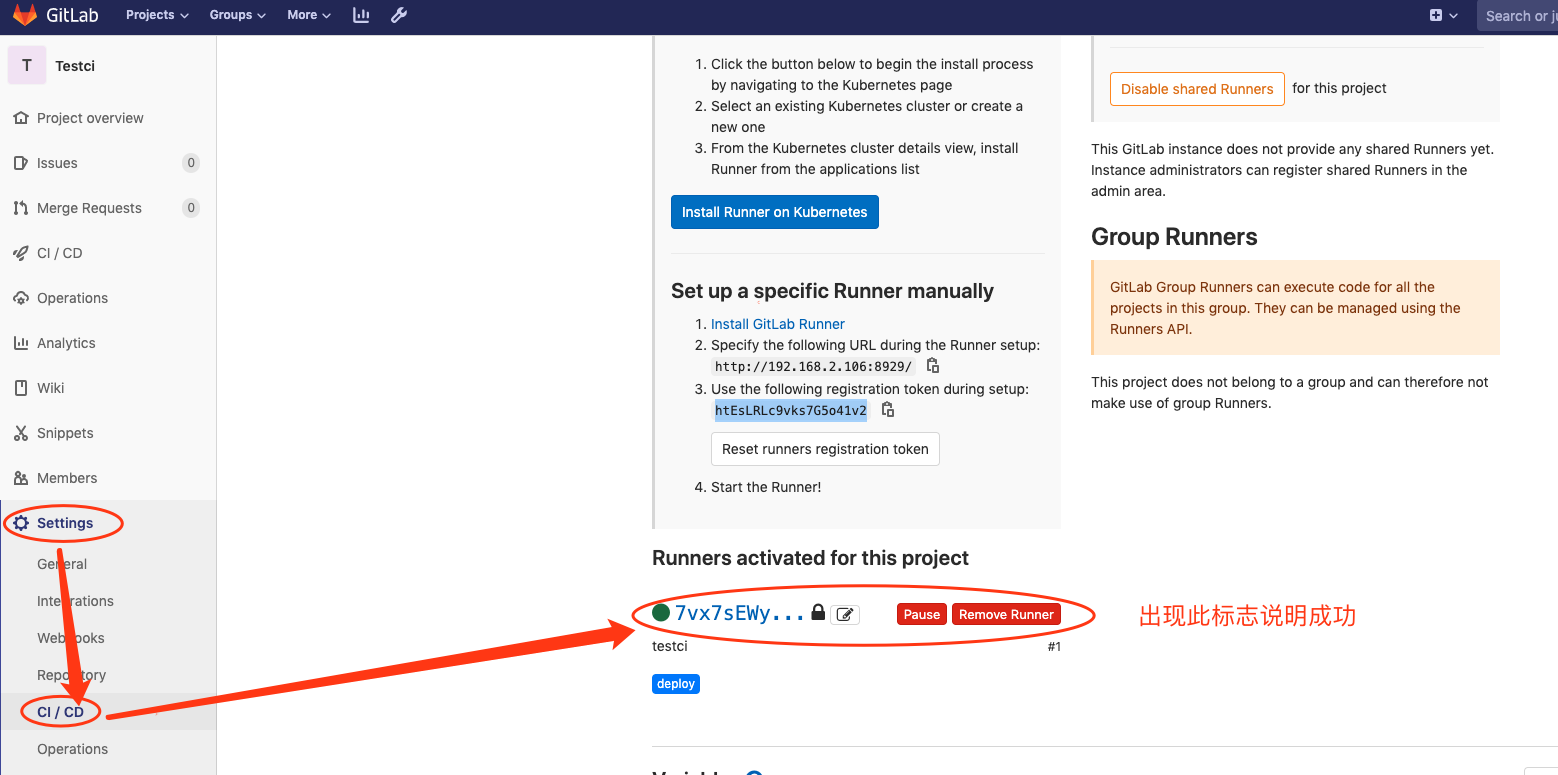 GitLab Projects Groups More Search or ju
T Testci
Project overview
Issues 0
Merge Requests 0
CI / CD
Operations
Analytics
Wiki
Snippets
Members
Settings
General
Integrations
Webhooks
Repository
CI / CD
Operations
1. Click the button below to begin the install process
by navigating to the Kubernetes page
2. Select an existing Kubernetes cluster or create a
new one
3. From the Kubernetes cluster details view, install
Runner from the applications list
Install Runner on Kubernetes
Set up a specific Runner manually
1. Install GitLab Runner
2. Specify the following URL during the Runner setup:
http://192.168.2.106:8929/
3. Use the following registration token during setup:
htEsLRLc9vks7G5o41v2
Reset runners registration token
4. Start the Runner!
Runners activated for this project
7vx7sEWy... Pause Remove Runner
testci #1
deploy
出现此标志说明成功
Disable shared Runners for this project
This GitLab instance does not provide any shared Runners yet.
Instance administrators can register shared Runners in the
admin area.
Group Runners
GitLab Group Runners can execute code for all the
projects in this group. They can be managed using the
Runners API.
This project does not belong to a group and can therefore not
make use of group Runners.